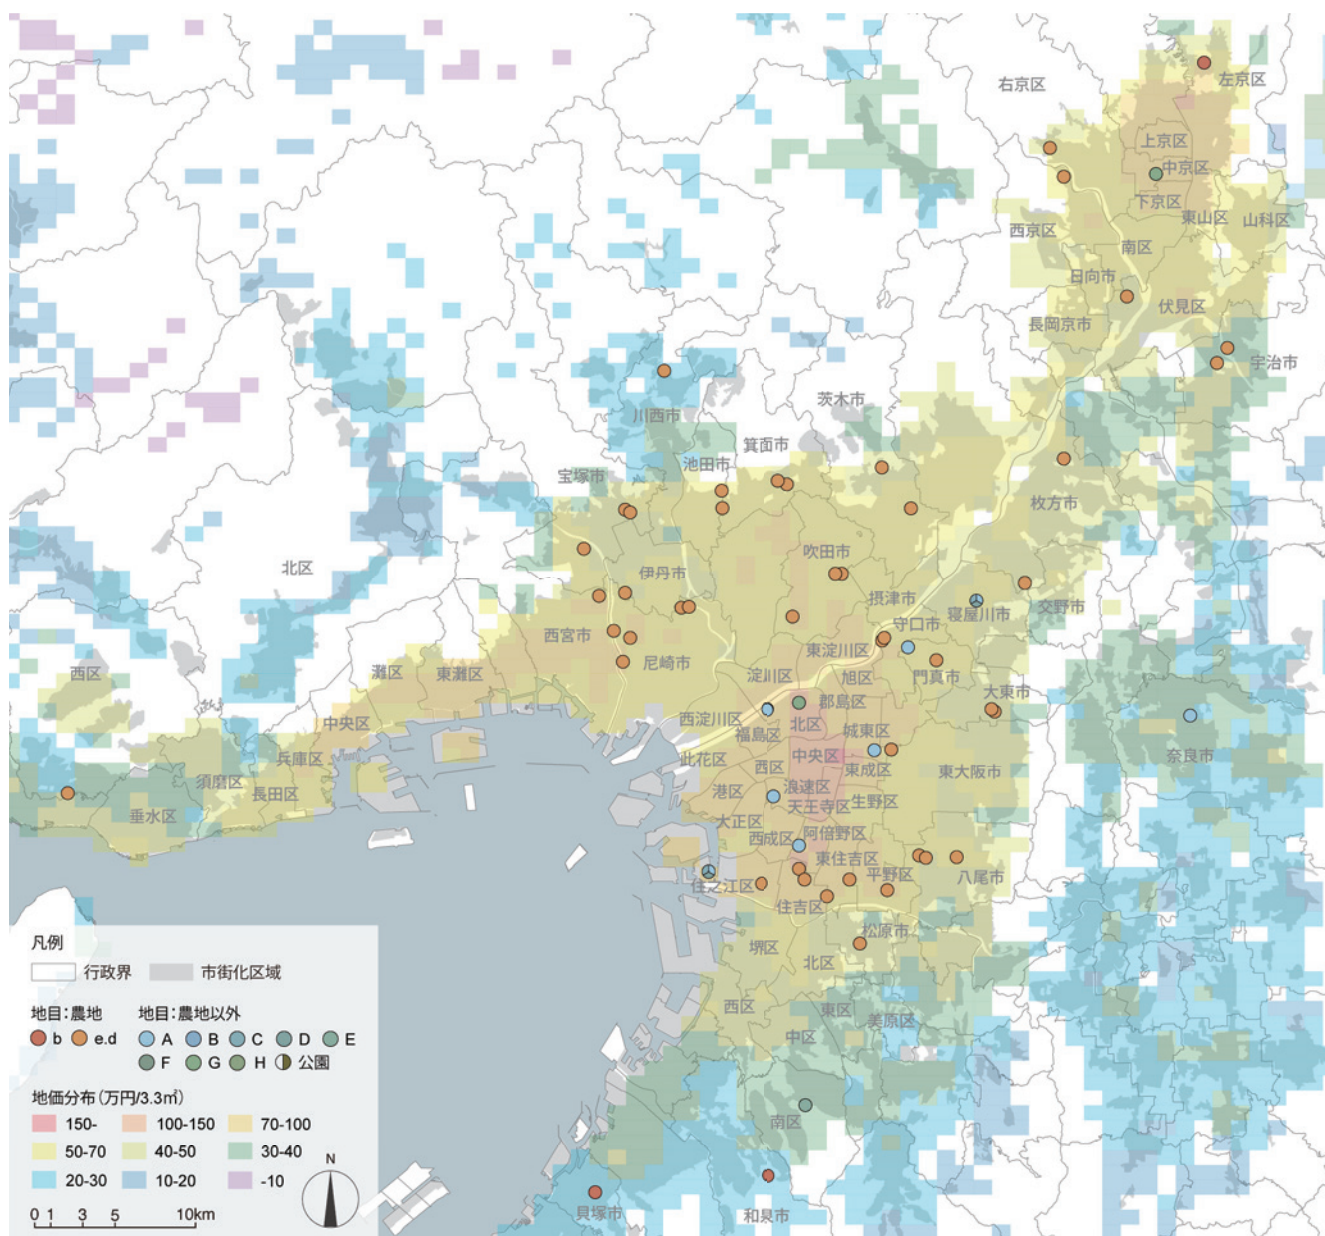 左京区
右京区
上京区
中京区
下京区
東山区
山科区
西京区
南区
日向市
伏見区
長岡京市
宇治市
茨木市
川西市
箕面市
池田市
宝塚市
枚方市
吹田市
北区
伊丹市
摂津市
寝屋川市
交野市
守口市
西宮市
東淀川区
尼崎市
淀川区
旭区
門真市
西区
灘区
東灘区
大東市
郡島区
西淀川区
北区
中央区
福島区
城東区
兵庫区
此花区
中央区
奈良市
西区
東成区
東大阪市
須磨区
長田区
港区
浪速区
垂水区
天王寺区
生野区
大正区
西成区
阿倍野区
東住吉区
平野区
八尾市
住之江区
住吉区
松原市
堺区
北区
西区
東区
美原区
中区
南区
貝塚市
和泉市
凡例
行政界 市街化区域
地目：農地 地目：農地以外
b e.d A B C D E
F G H 公園
地価分布（万円/3.3㎡）
150- 100-150 70-100
50-70 40-50 30-40
20-30 10-20 -10
N
0 1 3 5 10km